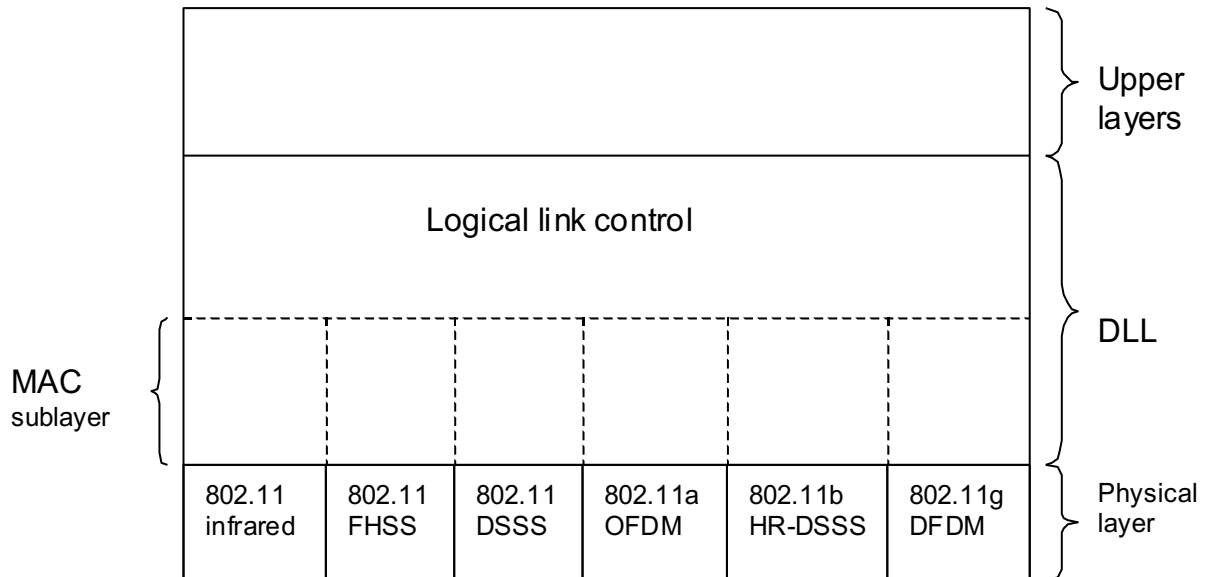 Upper
layers
Logical link control
DLL
MAC
sublayer
802.11
infrared
802.11
FHSS
802.11
DSSS
802.11a
OFDM
802.11b
HR-DSSS
802.11g
DFDM
Physical
layer